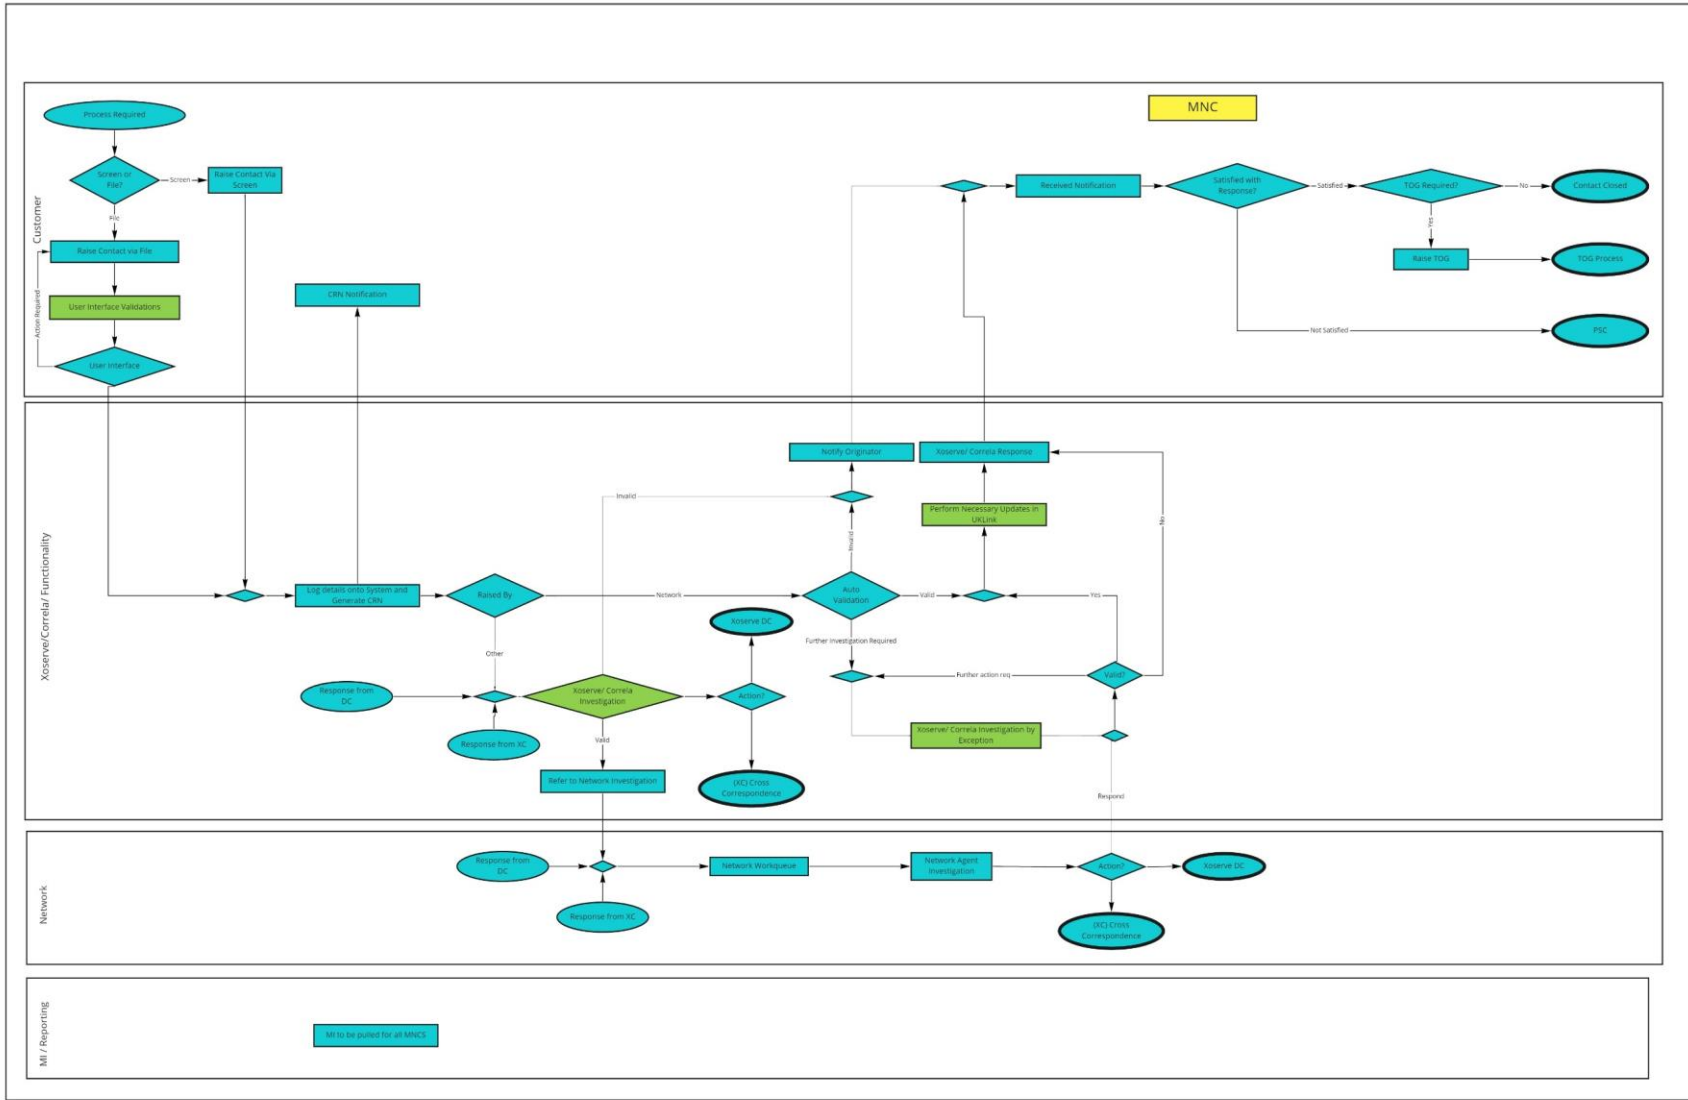 MNC
Process Required
Customer
Screen or
File?
Screen
Raise Contact Via
Screen
File
Raise Contact via File
Action Required
User Interface Validations
User Interface
CRN Notification
Received Notification
Satisfied with
Response?
Satisfied
TOG Required?
No
Contact Closed
Yes
Raise TOG
TOG Process
Not Satisfied
PSC
Xoserve/Correla/ Functionality
Notify Originator
Xoserve/ Correla Response
Invalid
Perform Necessary Updates in
UKLink
Invalid
No
Log details onto System and
Generate CRN
Raised By
Network
Auto
Validation
Valid
Yes
Xoserve DC
Further Investigation Required
Other
Response from
DC
Xoserve/ Correla
Investigation
Action?
Further action req
Valid?
Response from XC
Valid
Xoserve/ Correla Investigation by
Exception
Refer to Network Investigation
(XC) Cross
Correspondence
Respond
Network
Response from
DC
Network Workqueue
Network Agent
Investigation
Action?
Xoserve DC
Response from XC
(XC) Cross
Correspondence
MI / Reporting
MI to be pulled for all MNCS